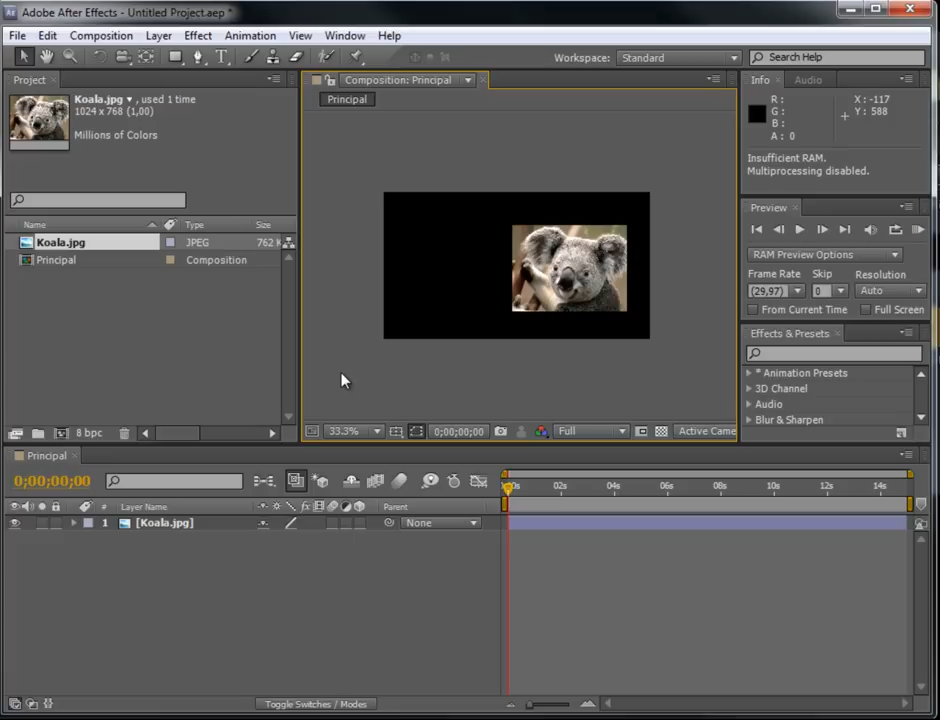 Adobe After Effects - Untitled Project.aep *
File Edit Composition Layer Effect Animation View Window Help
Workspace: Standard Search Help
Project
Koala.jpg ▾, used 1 time
1024 x 768 (1,00)
Millions of Colors
Name Type Size
Koala.jpg JPEG 762 K
Principal Composition
8 bpc
Composition: Principal
Principal
33.3% 0;00;00;00 Full Active Came
Info Audio
R :
G :
B :
A : 0
X : -117
Y : 588
Insufficient RAM.
Multiprocessing disabled.
Preview
RAM Preview Options
Frame Rate Skip Resolution
(29,97) 0 Auto
From Current Time Full Screen
Effects & Presets
* Animation Presets
3D Channel
Audio
Blur & Sharpen
Principal
0;00;00;00
02s 04s 06s 08s 10s 12s 14s
# Layer Name Parent
1 [Koala.jpg] None
Toggle Switches / Modes